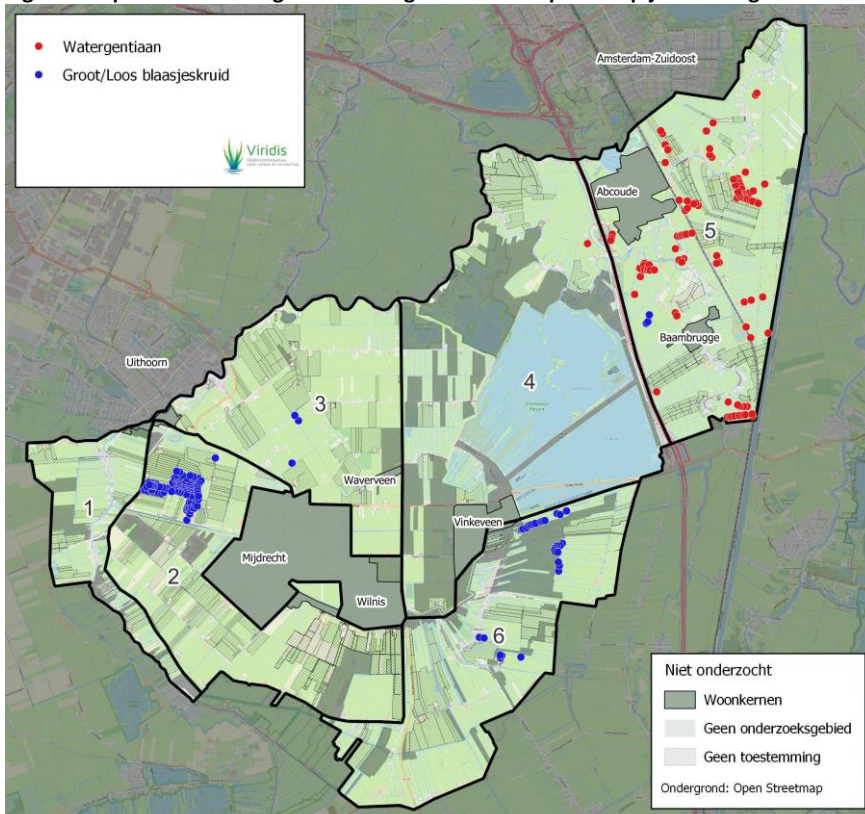 Watergentiaan
Groot/Loos blaasjeskruid
Viridis
Amsterdam-Zuidoost
Abcoude
5
Baambrugge
4
Uithoorn
3
Waverveen
1
Vinkeveen
2
Mijdrecht
Wilnis
6
Niet onderzocht
Woonkernen
Geen onderzoeksgebied
Geen toestemming
Ondergrond: Open Streetmap